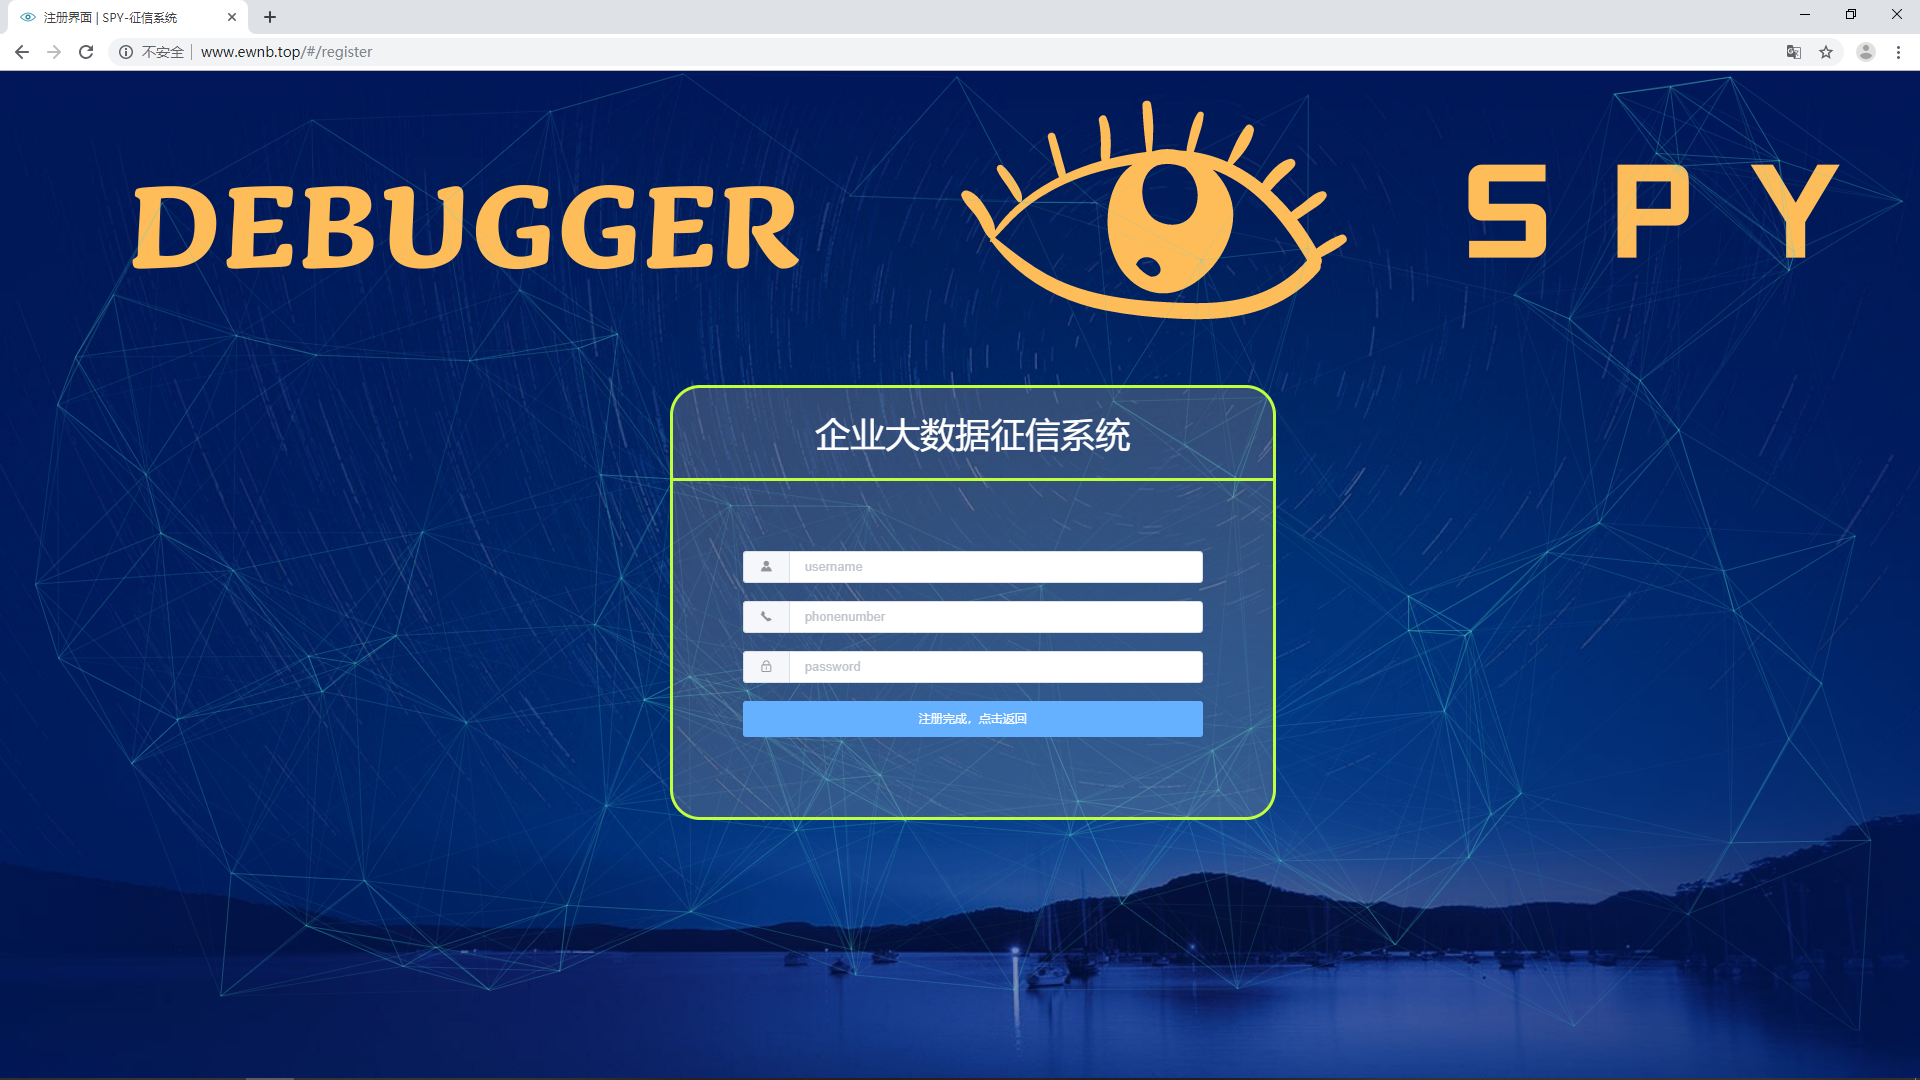 注册界面 | SPY-征信系统
不安全 | www.ewnb.top/#/register
DEBUGGER
SPY
企业大数据征信系统
username
phonenumber
password
注册完成，点击返回